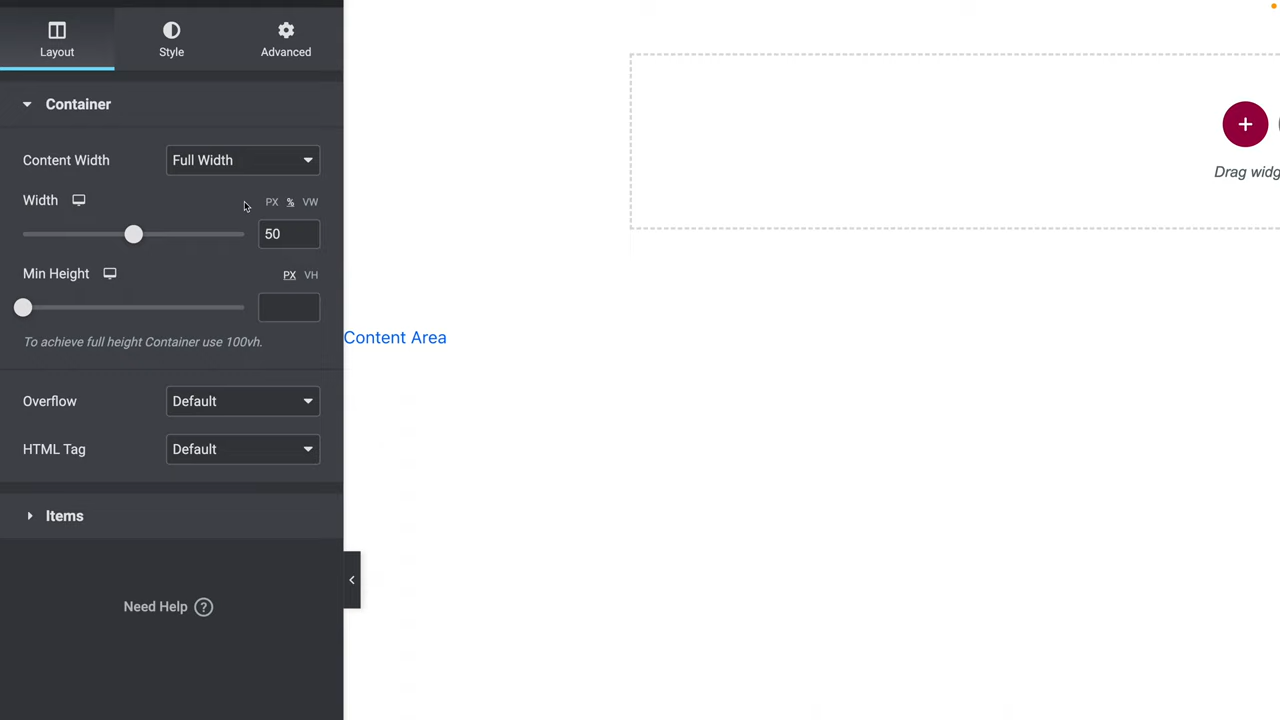 Layout
Style
Advanced
Container
Content Width
Full Width
Width
PX % VW
50
Min Height
PX VH
To achieve full height Container use 100vh.
Overflow
Default
HTML Tag
Default
Items
Need Help ?
Drag widg
Content Area